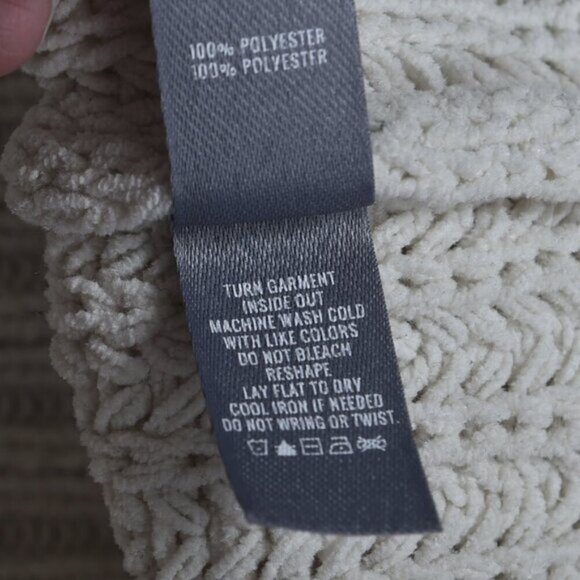 100% POLYESTER
100% POLYESTER
TURN GARMENT
INSIDE OUT
MACHINE WASH COLD
WITH LIKE COLORS
DO NOT BLEACH
RESHAPE
LAY FLAT TO DRY
COOL IRON IF NEEDED
DO NOT WRING OR TWIST.